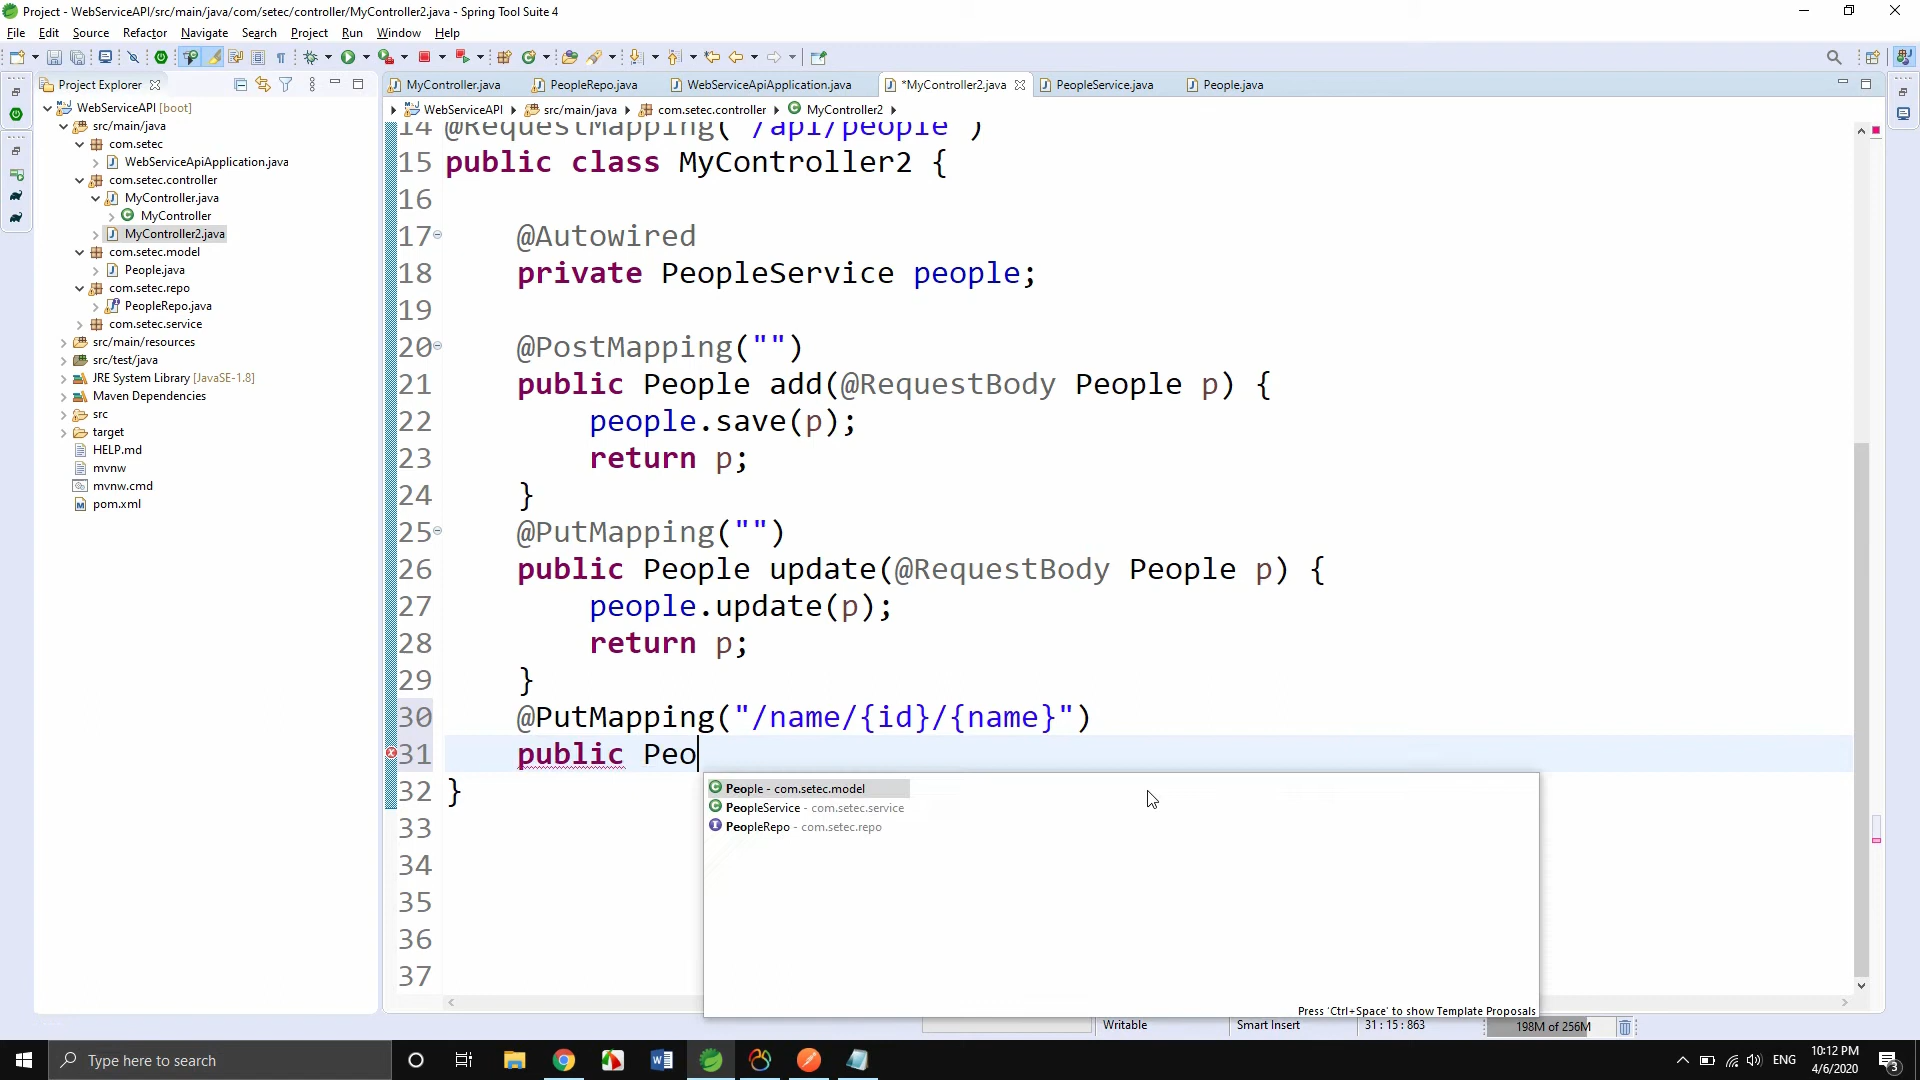 Project - WebServiceAPI/src/main/java/com/setec/controller/MyController2.java - Spring Tool Suite 4
File Edit Source Refactor Navigate Search Project Run Window Help
Project Explorer
WebServiceAPI [boot]
src/main/java
com.setec
WebServiceApiApplication.java
com.setec.controller
MyController.java
MyController
MyController2.java
com.setec.model
People.java
com.setec.repo
PeopleRepo.java
com.setec.service
src/main/resources
src/test/java
JRE System Library [JavaSE-1.8]
Maven Dependencies
src
target
HELP.md
mvnw
mvnw.cmd
pom.xml
MyController.java PeopleRepo.java WebServiceApiApplication.java *MyController2.java PeopleService.java People.java
WebServiceAPI src/main/java com.setec.controller MyController2
14 @RequestMapping("/api/people")
15 public class MyController2 {
16
17 @Autowired
18 private PeopleService people;
19
20 @PostMapping("")
21 public People add(@RequestBody People p) {
22 people.save(p);
23 return p;
24 }
25 @PutMapping("")
26 public People update(@RequestBody People p) {
27 people.update(p);
28 return p;
29 }
30 @PutMapping("/name/{id}/{name}")
31 public Peo
32 }
33
34
35
36
37
People - com.setec.model
PeopleService - com.setec.service
PeopleRepo - com.setec.repo
Press 'Ctrl+Space' to show Template Proposals
Writable Smart Insert 31 : 15 : 863 198M of 256M
Type here to search
ENG
10:12 PM
4/6/2020
3